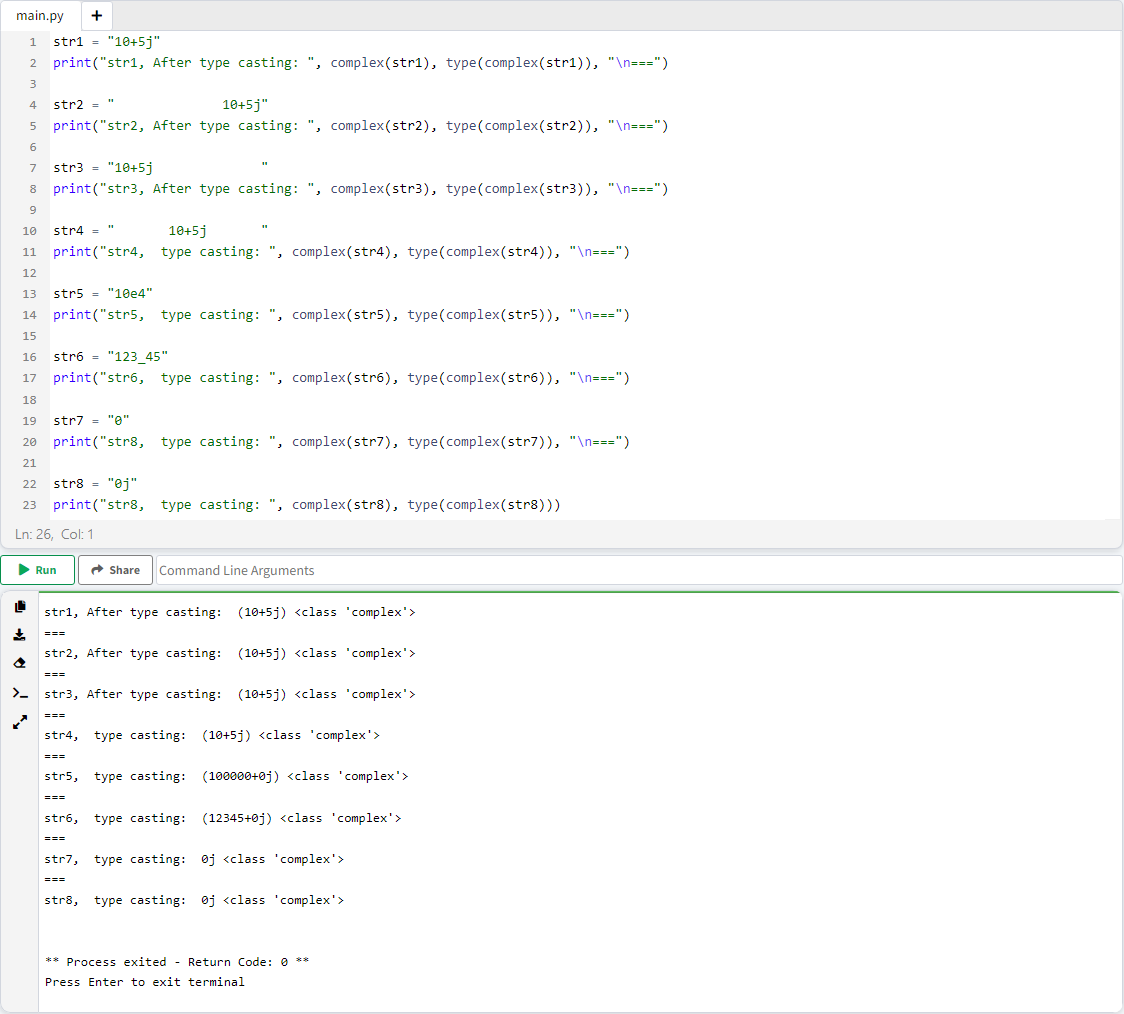 main.py +
1 str1 = "10+5j"
2 print("str1, After type casting: ", complex(str1), type(complex(str1)), "\n===")
3
4 str2 = "              10+5j"
5 print("str2, After type casting: ", complex(str2), type(complex(str2)), "\n===")
6
7 str3 = "10+5j              "
8 print("str3, After type casting: ", complex(str3), type(complex(str3)), "\n===")
9
10 str4 = "       10+5j       "
11 print("str4,  type casting: ", complex(str4), type(complex(str4)), "\n===")
12
13 str5 = "10e4"
14 print("str5,  type casting: ", complex(str5), type(complex(str5)), "\n===")
15
16 str6 = "123_45"
17 print("str6,  type casting: ", complex(str6), type(complex(str6)), "\n===")
18
19 str7 = "0"
20 print("str8,  type casting: ", complex(str7), type(complex(str7)), "\n===")
21
22 str8 = "0j"
23 print("str8,  type casting: ", complex(str8), type(complex(str8)))
Ln: 26, Col: 1
Run Share Command Line Arguments
str1, After type casting:  (10+5j) <class 'complex'>
===
str2, After type casting:  (10+5j) <class 'complex'>
===
str3, After type casting:  (10+5j) <class 'complex'>
===
str4,  type casting:  (10+5j) <class 'complex'>
===
str5,  type casting:  (100000+0j) <class 'complex'>
===
str6,  type casting:  (12345+0j) <class 'complex'>
===
str7,  type casting:  0j <class 'complex'>
===
str8,  type casting:  0j <class 'complex'>
** Process exited - Return Code: 0 **
Press Enter to exit terminal